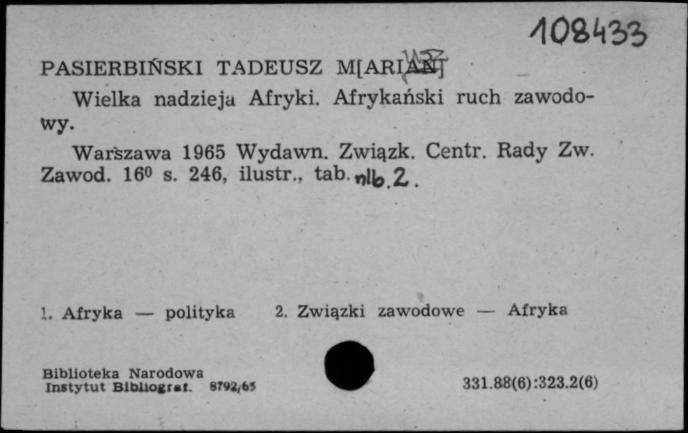 108433
PASIERBIŃSKI TADEUSZ M[ARIAN]
Wielka nadzieja Afryki. Afrykański ruch zawodo-
wy.
Warszawa 1965 Wydawn. Związk. Centr. Rady Zw.
Zawod. 16⁰ s. 246, ilustr., tab. nlb. 2.
1. Afryka — polityka 2. Związki zawodowe — Afryka
Biblioteka Narodowa
Instytut Bibliograf. 8792/65 331.88(6):323.2(6)